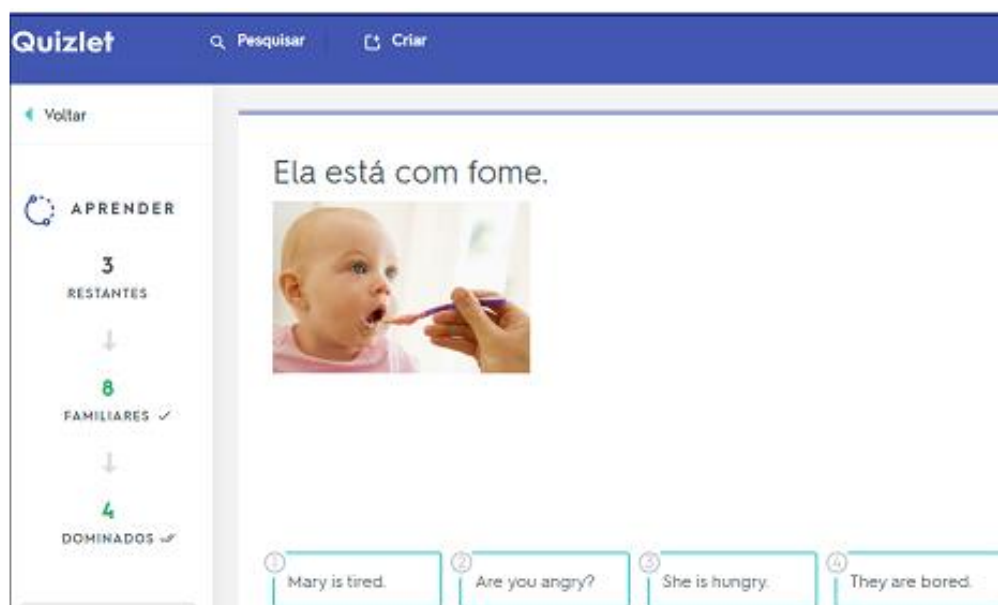 Quizlet Pesquisar Criar
Voltar
APRENDER
3
RESTANTES
8
FAMILIARES
4
DOMINADOS
Ela está com fome.
1 Mary is tired.
2 Are you angry?
3 She is hungry.
4 They are bored.